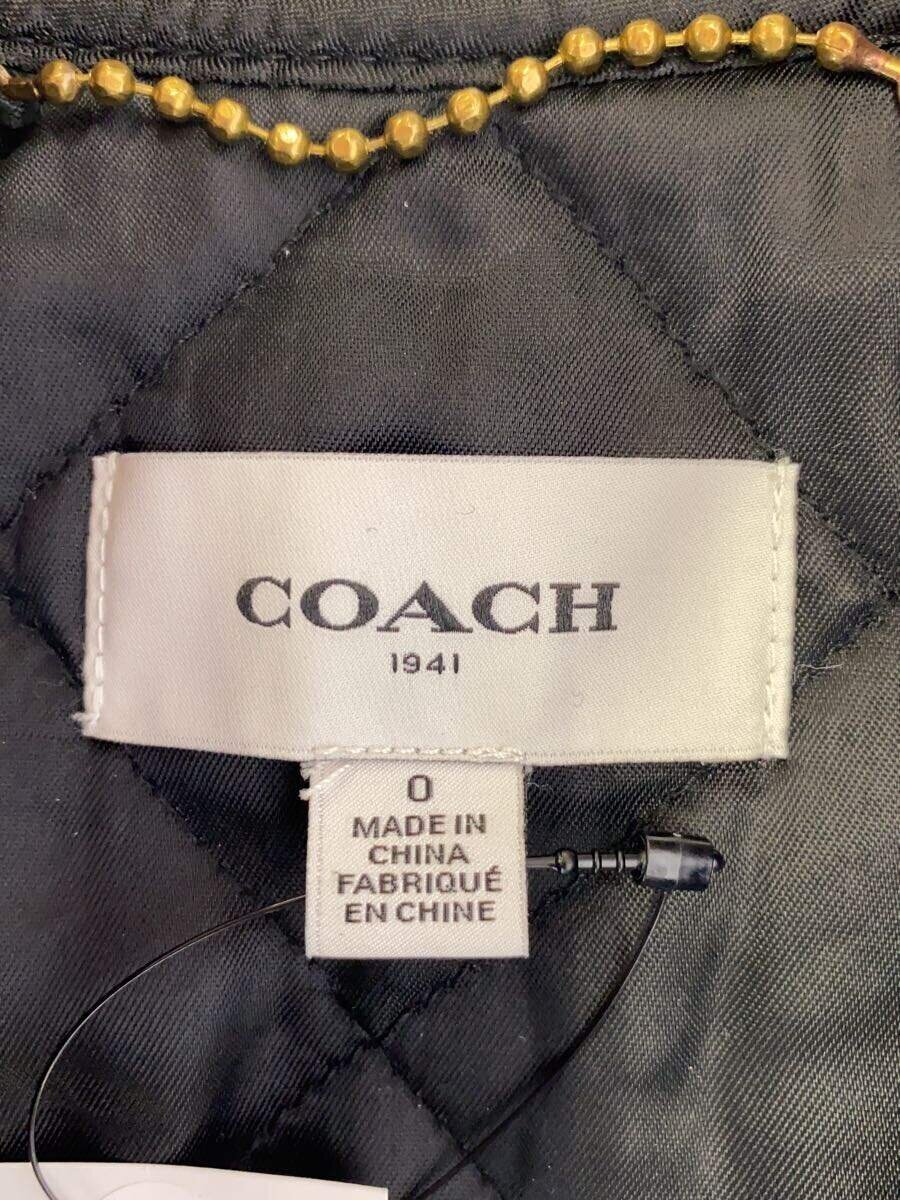 COACH
1941
0
MADE IN
CHINA
FABRIQUÉ
EN CHINE